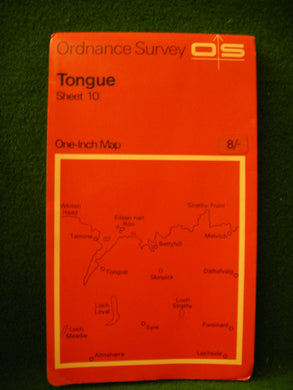 Ordnance Survey OS
Tongue
Sheet 10
One-Inch Map
8/-
Whiten
Head
Strathy Point
Eilean nan
Ròn
Talmine
Bettyhill
Melvich
Tongue
Skelpick
Dalhalvaig
Loch
Loyal
Loch
Strathy
Loch
Meadie
Syre
Forsinard
Altnaharra
Lochside